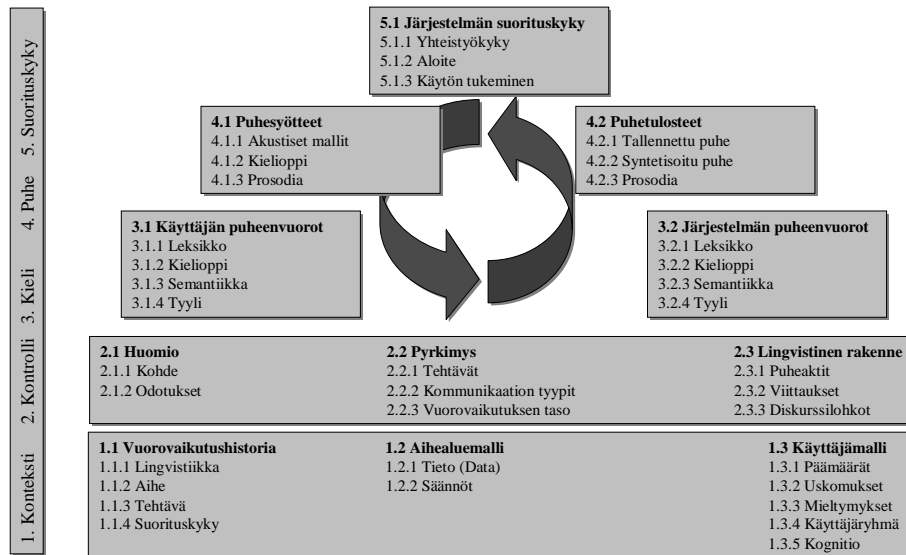 5. Suorituskyky
5.1 Järjestelmän suorituskyky
5.1.1 Yhteistyökyky
5.1.2 Aloite
5.1.3 Käytön tukeminen
4. Puhe
4.1 Puhesyötteet
4.1.1 Akustiset mallit
4.1.2 Kielioppi
4.1.3 Prosodia
4.2 Puhetulosteet
4.2.1 Tallennettu puhe
4.2.2 Syntetisoitu puhe
4.2.3 Prosodia
3. Kieli
3.1 Käyttäjän puheenvuorot
3.1.1 Leksikko
3.1.2 Kielioppi
3.1.3 Semantiikka
3.1.4 Tyyli
3.2 Järjestelmän puheenvuorot
3.2.1 Leksikko
3.2.2 Kielioppi
3.2.3 Semantiikka
3.2.4 Tyyli
2. Kontrolli
2.1 Huomio
2.1.1 Kohde
2.1.2 Odotukset
2.2 Pyrkimys
2.2.1 Tehtävät
2.2.2 Kommunikaation tyypit
2.2.3 Vuorovaikutuksen taso
2.3 Lingvistinen rakenne
2.3.1 Puheaktit
2.3.2 Viittaukset
2.3.3 Diskurssilohkot
1. Konteksti
1.1 Vuorovaikutushistoria
1.1.1 Lingvistiikka
1.1.2 Aihe
1.1.3 Tehtävä
1.1.4 Suorituskyky
1.2 Aihealuemalli
1.2.1 Tieto (Data)
1.2.2 Säännöt
1.3 Käyttäjämalli
1.3.1 Päämäärät
1.3.2 Uskomukset
1.3.3 Mieltymykset
1.3.4 Käyttäjäryhmä
1.3.5 Kognitio